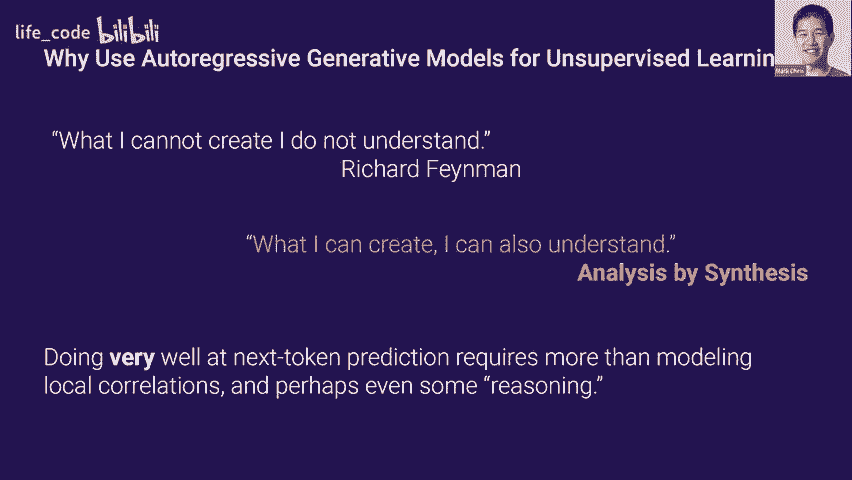 life_code bilibili
Why Use Autoregressive Generative Models for Unsupervised Learnin
“What I cannot create I do not understand.”
Richard Feynman
“What I can create, I can also understand.”
Analysis by Synthesis
Doing very well at next-token prediction requires more than modeling
local correlations, and perhaps even some “reasoning.”